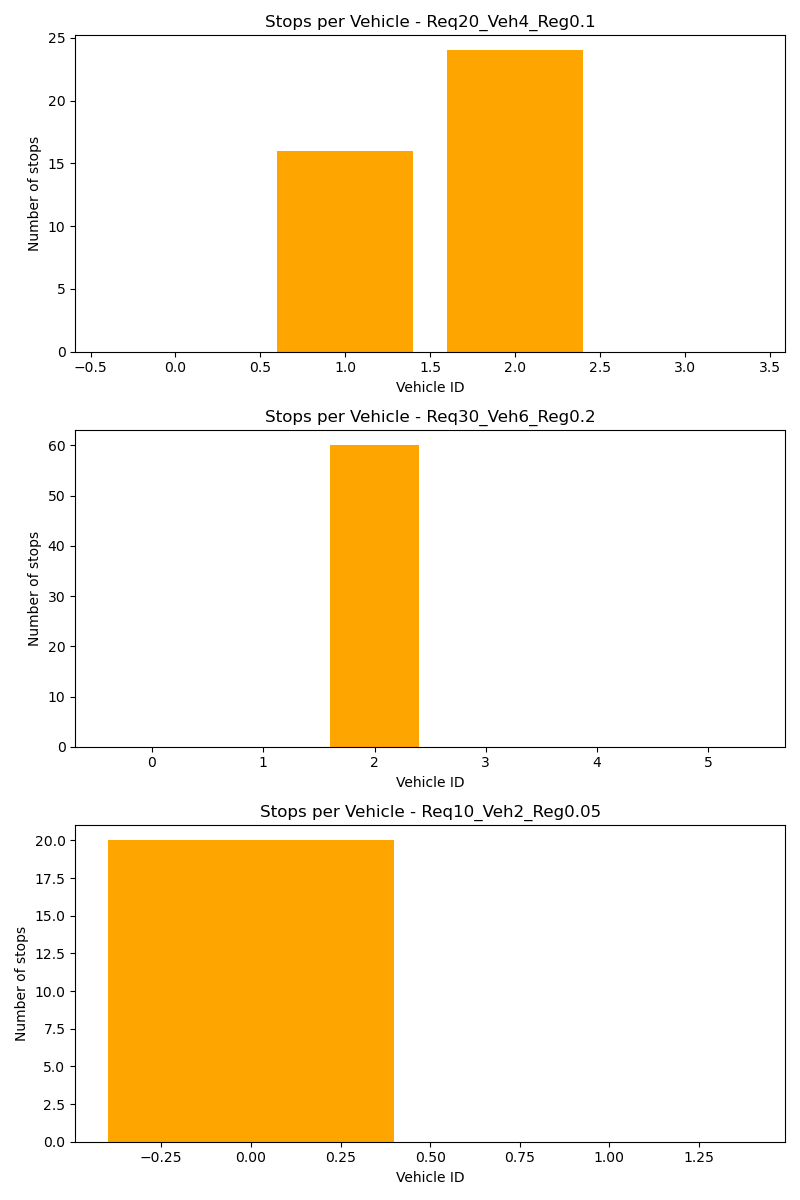 Stops per Vehicle - Req20_Veh4_Reg0.1
25
20
15
10
5
0
Number of stops
−0.5 0.0 0.5 1.0 1.5 2.0 2.5 3.0 3.5
Vehicle ID
Stops per Vehicle - Req30_Veh6_Reg0.2
60
50
40
30
20
10
0
Number of stops
0 1 2 3 4 5
Vehicle ID
Stops per Vehicle - Req10_Veh2_Reg0.05
20.0
17.5
15.0
12.5
10.0
7.5
5.0
2.5
0.0
Number of stops
−0.25 0.00 0.25 0.50 0.75 1.00 1.25
Vehicle ID